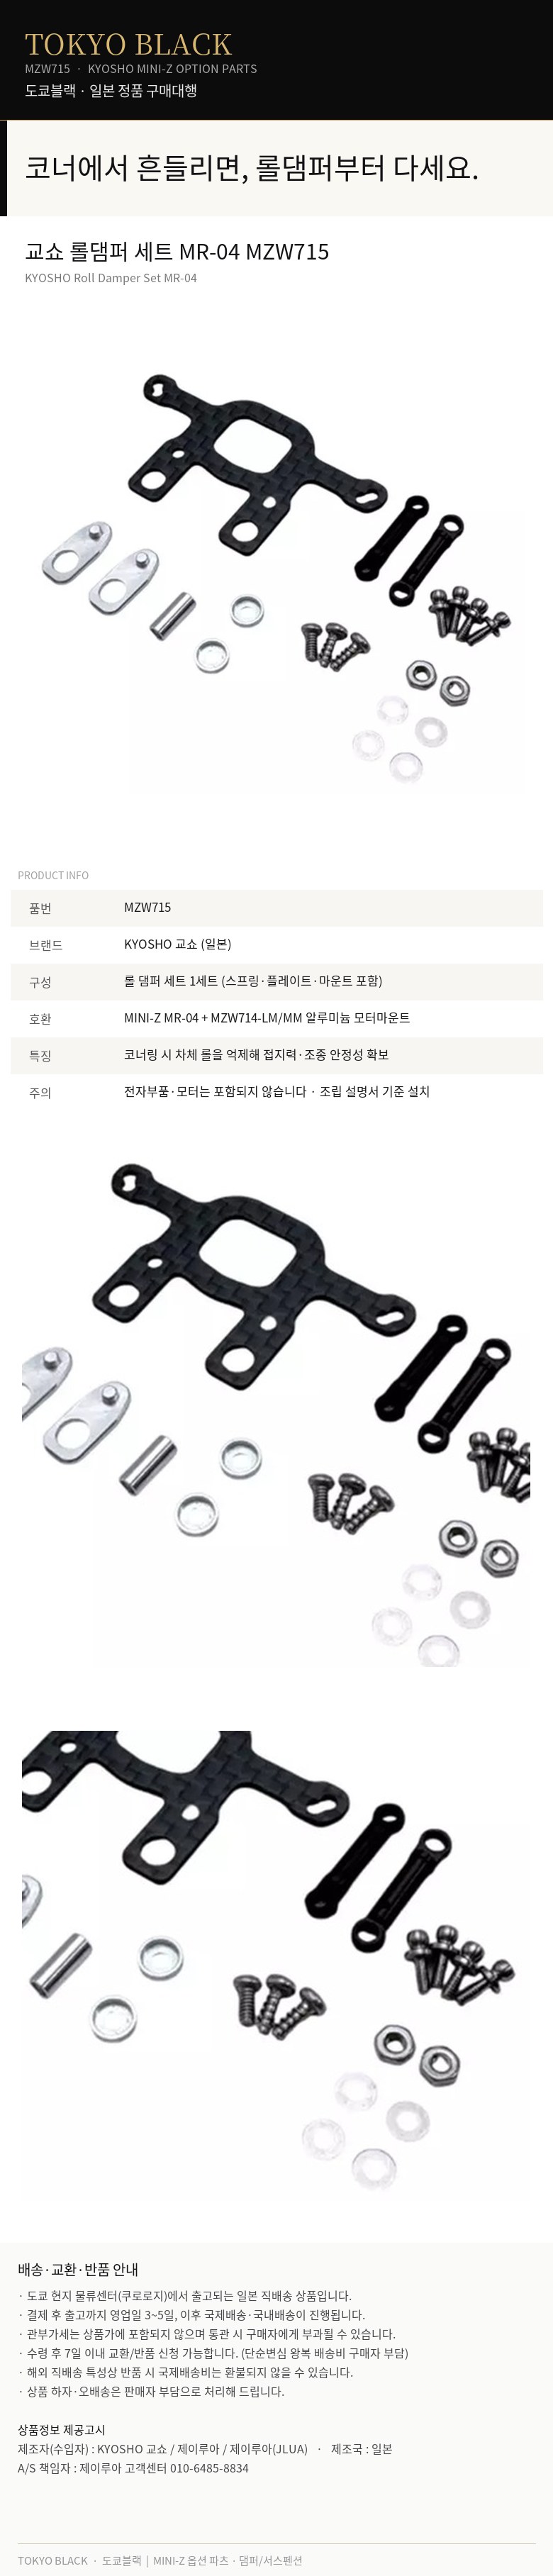 TOKYO BLACK
MZW715 · KYOSHO MINI-Z OPTION PARTS
도쿄블랙 · 일본 정품 구매대행
코너에서 흔들리면, 롤댐퍼부터 다세요.
교쇼 롤댐퍼 세트 MR-04 MZW715
KYOSHO Roll Damper Set MR-04
PRODUCT INFO
품번 MZW715
브랜드 KYOSHO 교쇼 (일본)
구성 롤 댐퍼 세트 1세트 (스프링·플레이트·마운트 포함)
호환 MINI-Z MR-04 + MZW714-LM/MM 알루미늄 모터마운트
특징 코너링 시 차체 롤을 억제해 접지력·조종 안정성 확보
주의 전자부품·모터는 포함되지 않습니다 · 조립 설명서 기준 설치
배송·교환·반품 안내
· 도쿄 현지 물류센터(쿠로로지)에서 출고되는 일본 직배송 상품입니다.
· 결제 후 출고까지 영업일 3~5일, 이후 국제배송·국내배송이 진행됩니다.
· 관부가세는 상품가에 포함되지 않으며 통관 시 구매자에게 부과될 수 있습니다.
· 수령 후 7일 이내 교환/반품 신청 가능합니다. (단순변심 왕복 배송비 구매자 부담)
· 해외 직배송 특성상 반품 시 국제배송비는 환불되지 않을 수 있습니다.
· 상품 하자·오배송은 판매자 부담으로 처리해 드립니다.
상품정보 제공고시
제조자(수입자) : KYOSHO 교쇼 / 제이루아 / 제이루아(JLUA) · 제조국 : 일본
A/S 책임자 : 제이루아 고객센터 010-6485-8834
TOKYO BLACK · 도쿄블랙 | MINI-Z 옵션 파츠 · 댐퍼/서스펜션